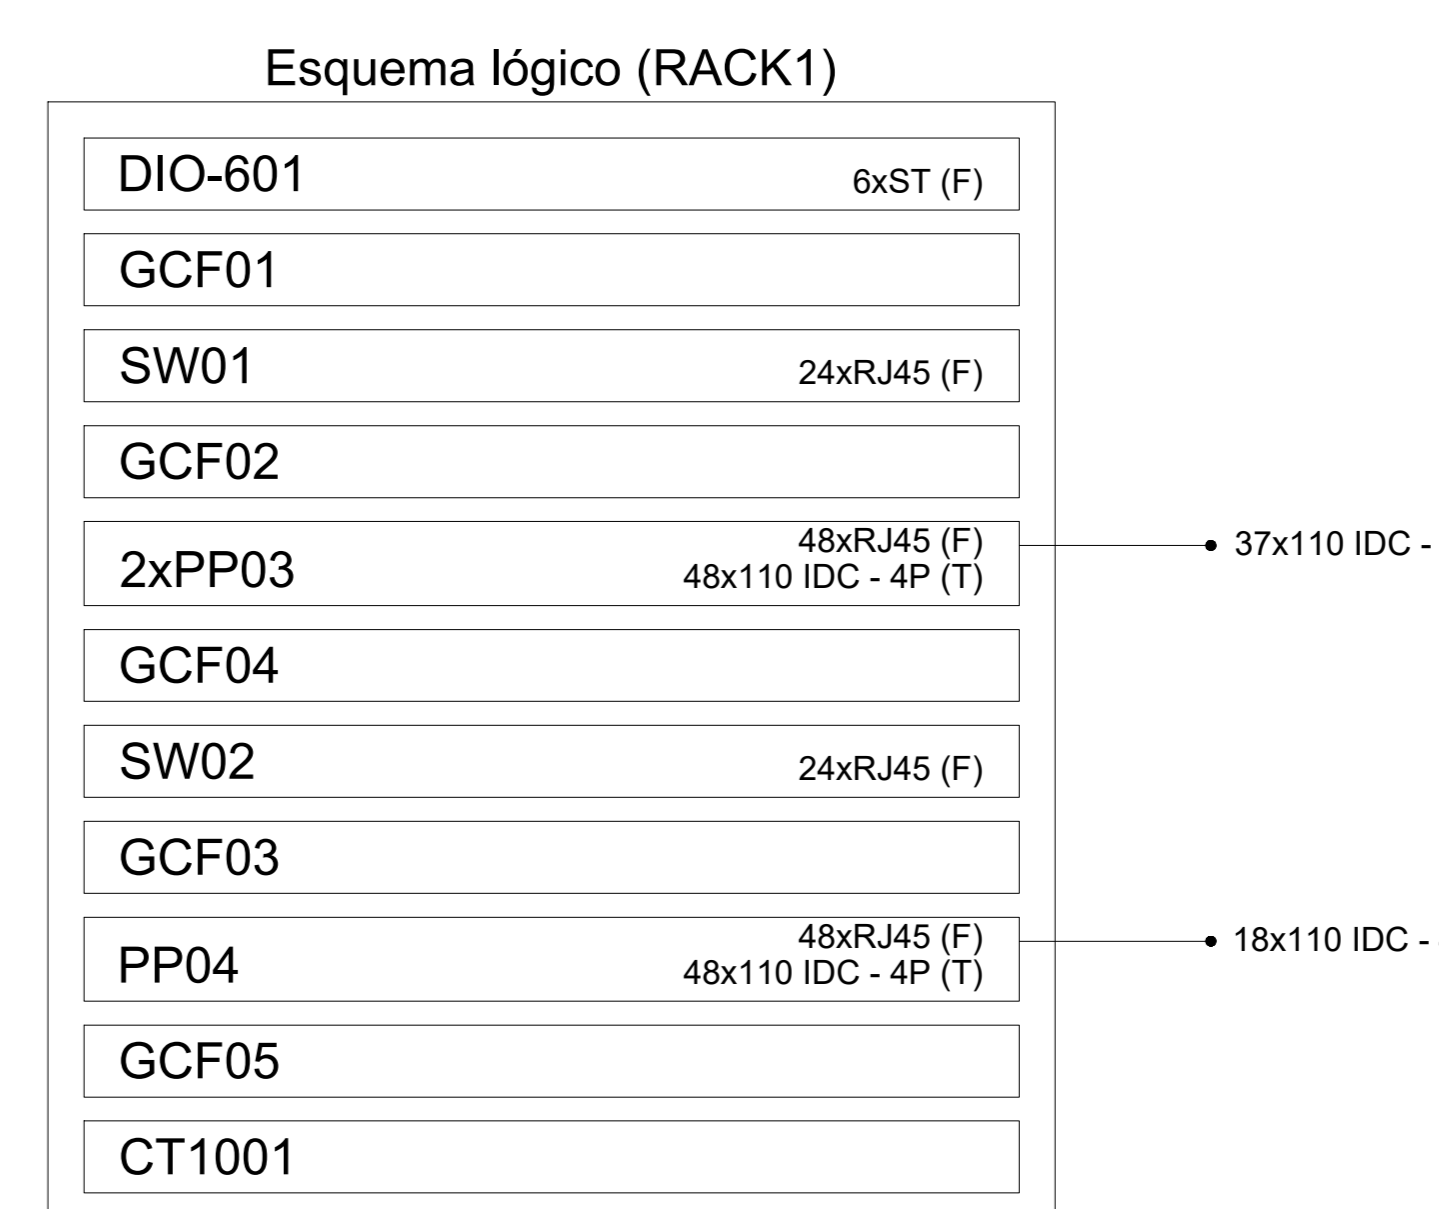 Esquema lógico (RACK1)
DIO-601 6xST (F)
GCF01
SW01 24xRJ45 (F)
GCF02
2xPP03 48xRJ45 (F)
48x110 IDC - 4P (T)
37x110 IDC -
GCF04
SW02 24xRJ45 (F)
GCF03
PP04 48xRJ45 (F)
48x110 IDC - 4P (T)
18x110 IDC -
GCF05
CT1001